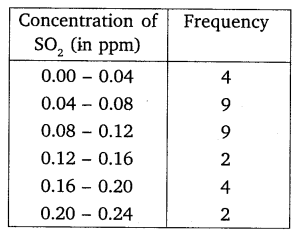 Concentration of Frequency
SO2 (in ppm)
0.00 – 0.04 4
0.04 – 0.08 9
0.08 – 0.12 9
0.12 – 0.16 2
0.16 – 0.20 4
0.20 – 0.24 2